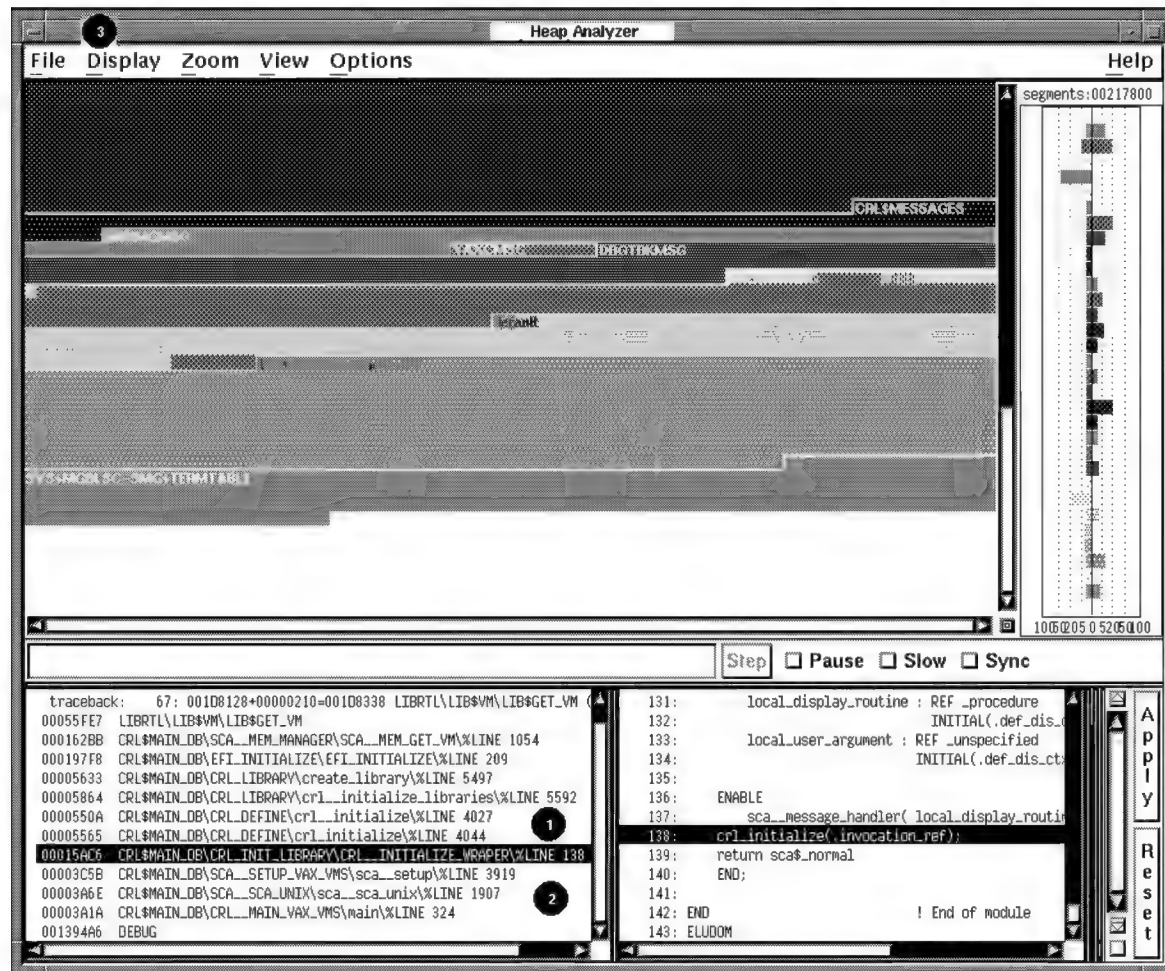 Heap Analyzer
3
File Display Zoom View Options Help
segments:00217800
CRL$MESSAGES
DBGTBKMSG
default
Step Pause Slow Sync
traceback: 67: 001D8128+00000210=001D8338 LIBRTL\LIB$VM\LIB$GET_VM (
00055FE7 LIBRTL\LIB$VM\LIB$GET_VM
000162BB CRL$MAIN_DB\SCA__MEM_MANAGER\SCA__MEM_GET_VM\%LINE 1054
000197F8 CRL$MAIN_DB\EFI_INITIALIZE\EFI_INITIALIZE\%LINE 209
00005633 CRL$MAIN_DB\CRL_LIBRARY\create_library\%LINE 5497
00005864 CRL$MAIN_DB\CRL_LIBRARY\crl__initialize_libraries\%LINE 5592
0000550A CRL$MAIN_DB\CRL_DEFINE\crl__initialize\%LINE 4027
1
00005565 CRL$MAIN_DB\CRL_DEFINE\crl_initialize\%LINE 4044
00015AC6 CRL$MAIN_DB\CRL_INIT_LIBRARY\CRL__INITIALIZE_WRAPER\%LINE 138
00003C5B CRL$MAIN_DB\SCA__SETUP_VAX_VMS\sca__setup\%LINE 3919
00003A6E CRL$MAIN_DB\SCA__SCA_UNIX\sca__sca_unix\%LINE 1907
2
00003A1A CRL$MAIN_DB\CRL__MAIN_VAX_VMS\main\%LINE 324
001394A6 DEBUG
131: local_display_routine : REF _procedure
132: INITIAL(.def_dis_
133: local_user_argument : REF _unspecified
134: INITIAL(.def_dis_ct
135:
136: ENABLE
137: sca__message_handler( local_display_routin
138: crl_initialize(.invocation_ref);
139: return sca$_normal
140: END;
141:
142: END ! End of module
143: ELUDOM
Apply
Reset